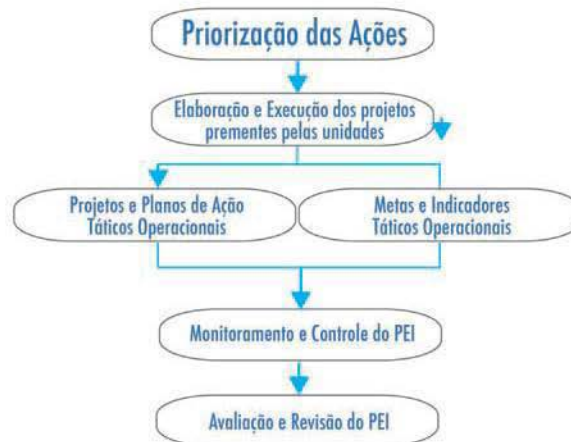 Priorização das Ações
Elaboração e Execução dos projetos
prementes pelas unidades
Projetos e Planos de Ação
Táticos Operacionais
Metas e Indicadores
Táticos Operacionais
Monitoramento e Controle do PEI
Avaliação e Revisão do PEI